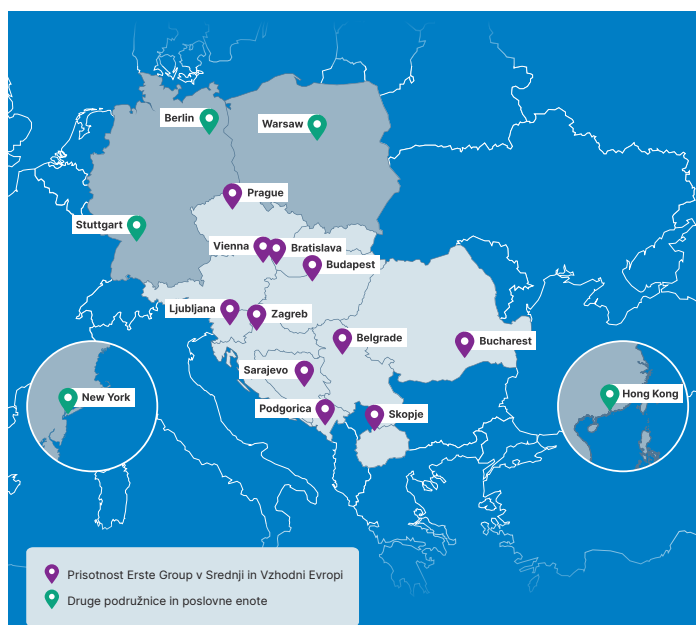 Berlin
Warsaw
Prague
Stuttgart
Vienna
Bratislava
Budapest
Ljubljana
Zagreb
Belgrade
Bucharest
Sarajevo
New York
Hong Kong
Podgorica
Skopje
Prisotnost Erste Group v Srednji in Vzhodni Evropi
Druge podružnice in poslovne enote